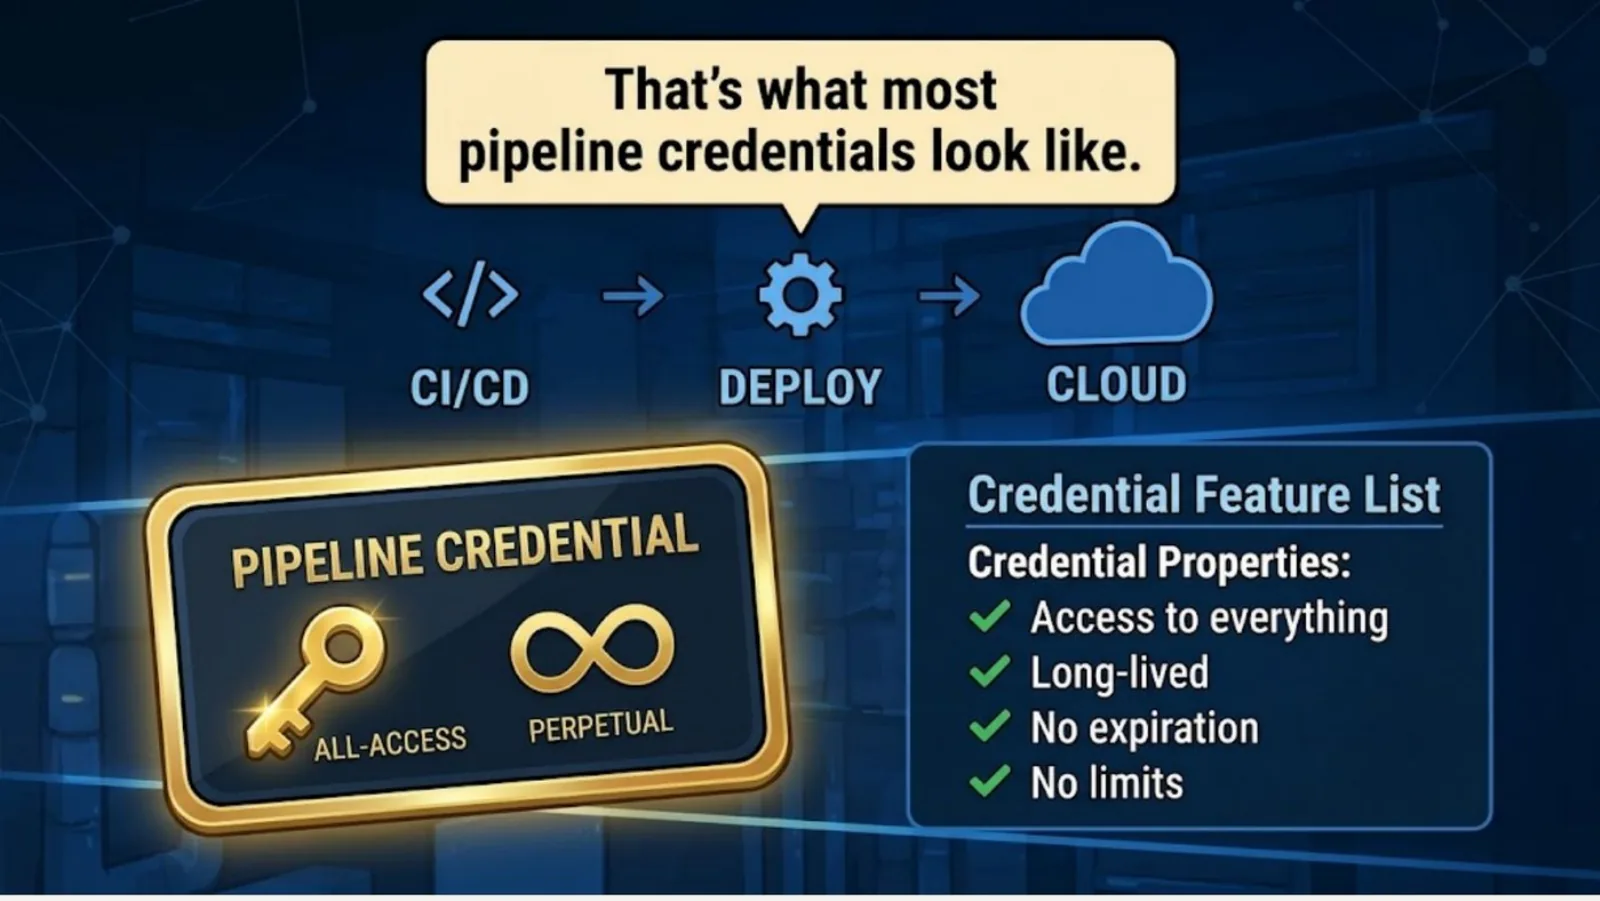 That’s what most
pipeline credentials look like.
</>
CI/CD
DEPLOY
CLOUD
PIPELINE CREDENTIAL
ALL-ACCESS
PERPETUAL
Credential Feature List
Credential Properties:
Access to everything
Long-lived
No expiration
No limits